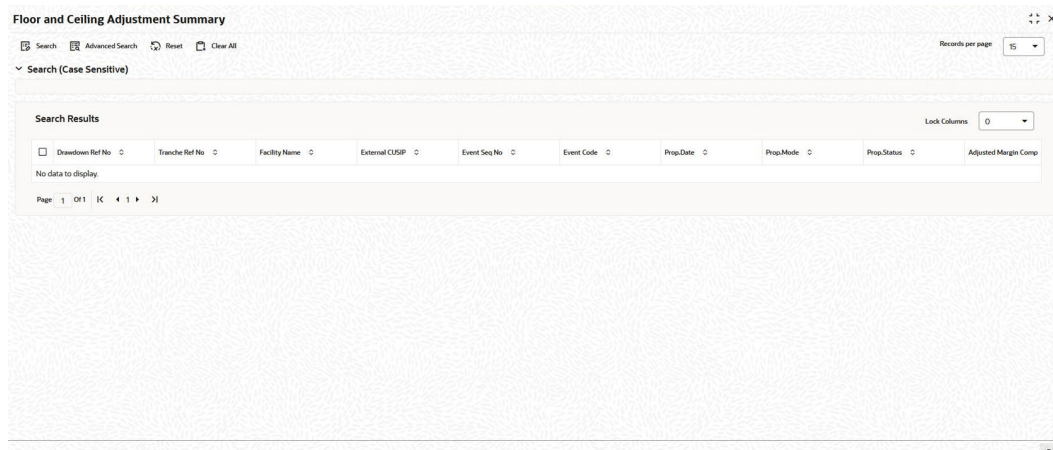 Floor and Ceiling Adjustment Summary
Search Advanced Search Reset Clear All Records per page 15
Search (Case Sensitive)
Search Results Lock Columns 0
Drawdown Ref No Tranche Ref No Facility Name External CUSIP Event Seq No Event Code Prop.Date Prop.Mode Prop.Status Adjusted Margin Comp
No data to display.
Page 1 Of 1 1